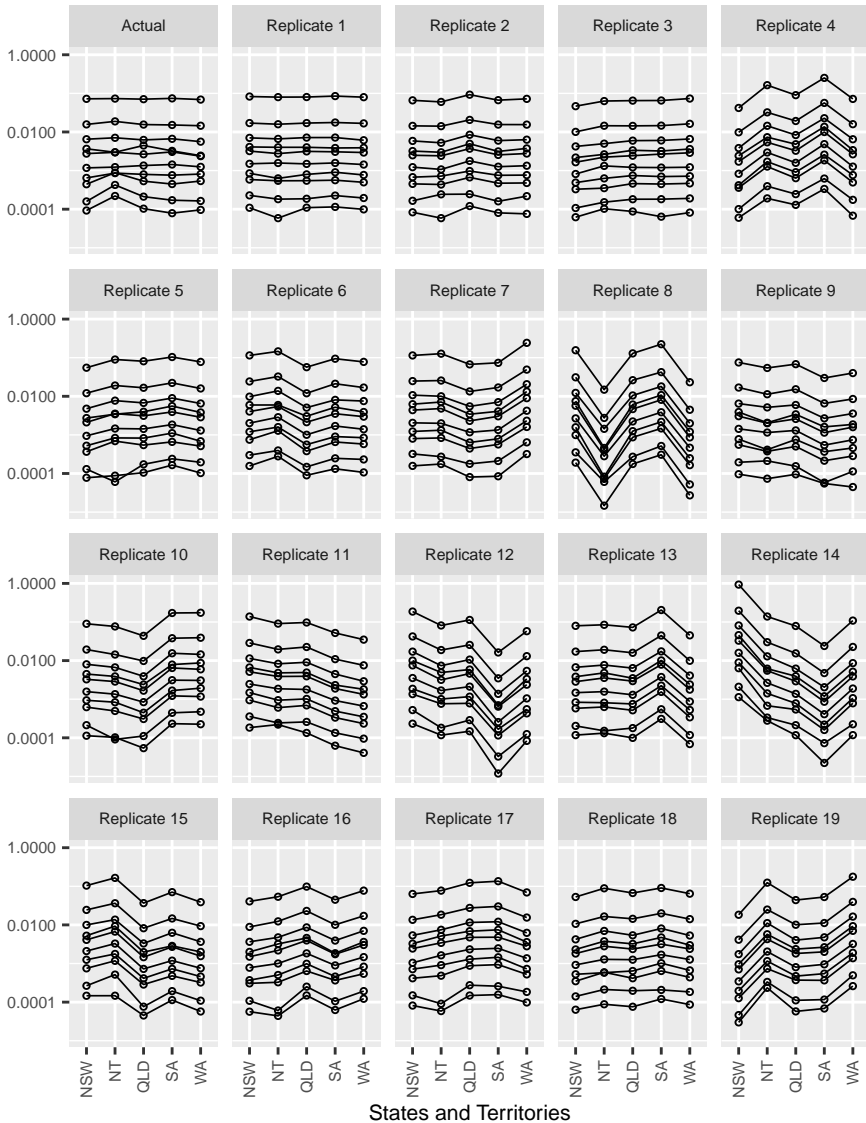 Actual
Replicate 1
Replicate 2
Replicate 3
Replicate 4
1.0000
0.0100
0.0001
Replicate 5
Replicate 6
Replicate 7
Replicate 8
Replicate 9
1.0000
0.0100
0.0001
Replicate 10
Replicate 11
Replicate 12
Replicate 13
Replicate 14
1.0000
0.0100
0.0001
Replicate 15
Replicate 16
Replicate 17
Replicate 18
Replicate 19
1.0000
0.0100
0.0001
NSW
NT
QLD
SA
WA
NSW
NT
QLD
SA
WA
NSW
NT
QLD
SA
WA
NSW
NT
QLD
SA
WA
NSW
NT
QLD
SA
WA
States and Territories